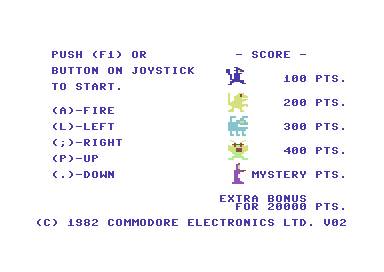 PUSH (F1) OR
BUTTON ON JOYSTICK
TO START.
(A)-FIRE
(L)-LEFT
(;)-RIGHT
(P)-UP
(.)-DOWN
- SCORE -
100 PTS.
200 PTS.
300 PTS.
400 PTS.
MYSTERY PTS.
EXTRA BONUS
FOR 20000 PTS.
(C) 1982 COMMODORE ELECTRONICS LTD. V02